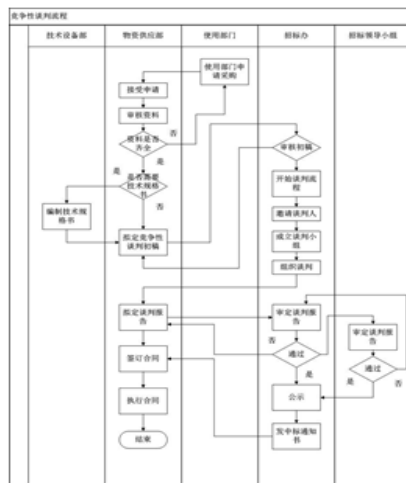 竞争性谈判流程
技术设备部
物资供应部
使用部门
招标办
招标领导小组
使用部门申
请采购
接受申请
审核资料
资料是否
齐全
否
是
是否需要
技术规格
书
是
否
编制技术规
格书
拟定竞争性
谈判初稿
审核初稿
开始谈判流
程
邀请谈判人
成立谈判小
组
组织谈判
拟定谈判报
告
审定谈判报
告
审定谈判报
告
否
通过
是
通过
是
否
签订合同
公示
执行合同
发中标通知
书
结束